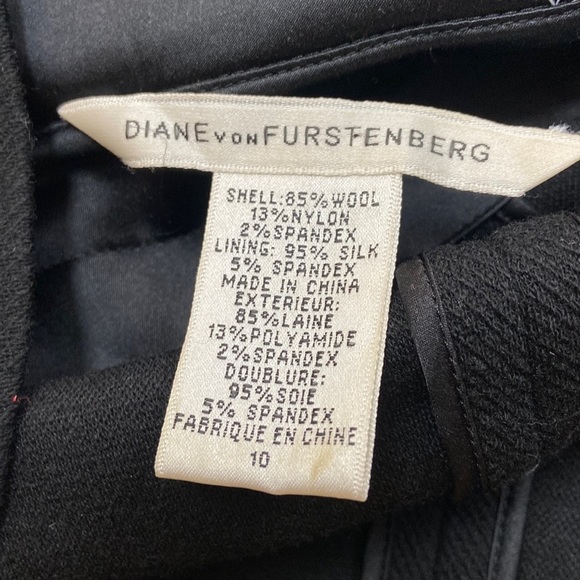 DIANE VON FURSTENBERG
SHELL:85%WOOL
13%NYLON
2%SPANDEX
LINING: 95% SILK
5% SPANDEX
MADE IN CHINA
EXTERIEUR:
85%LAINE
13%POLYAMIDE
2%SPANDEX
DOUBLURE:
95%SOIE
5% SPANDEX
FABRIQUE EN CHINE
10